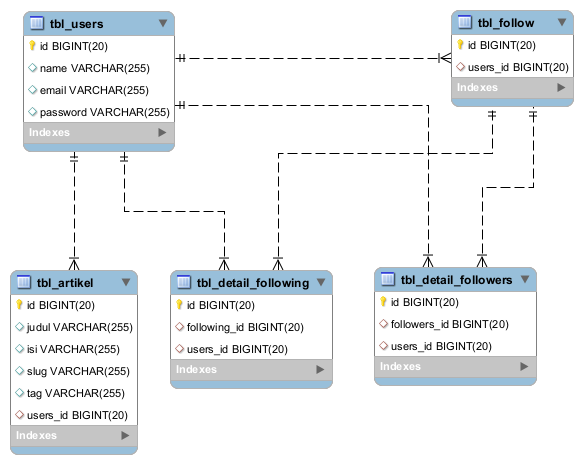 tbl_users
id BIGINT(20)
name VARCHAR(255)
email VARCHAR(255)
password VARCHAR(255)
Indexes
tbl_follow
id BIGINT(20)
users_id BIGINT(20)
Indexes
tbl_artikel
id BIGINT(20)
judul VARCHAR(255)
isi VARCHAR(255)
slug VARCHAR(255)
tag VARCHAR(255)
users_id BIGINT(20)
Indexes
tbl_detail_following
id BIGINT(20)
following_id BIGINT(20)
users_id BIGINT(20)
Indexes
tbl_detail_followers
id BIGINT(20)
followers_id BIGINT(20)
users_id BIGINT(20)
Indexes